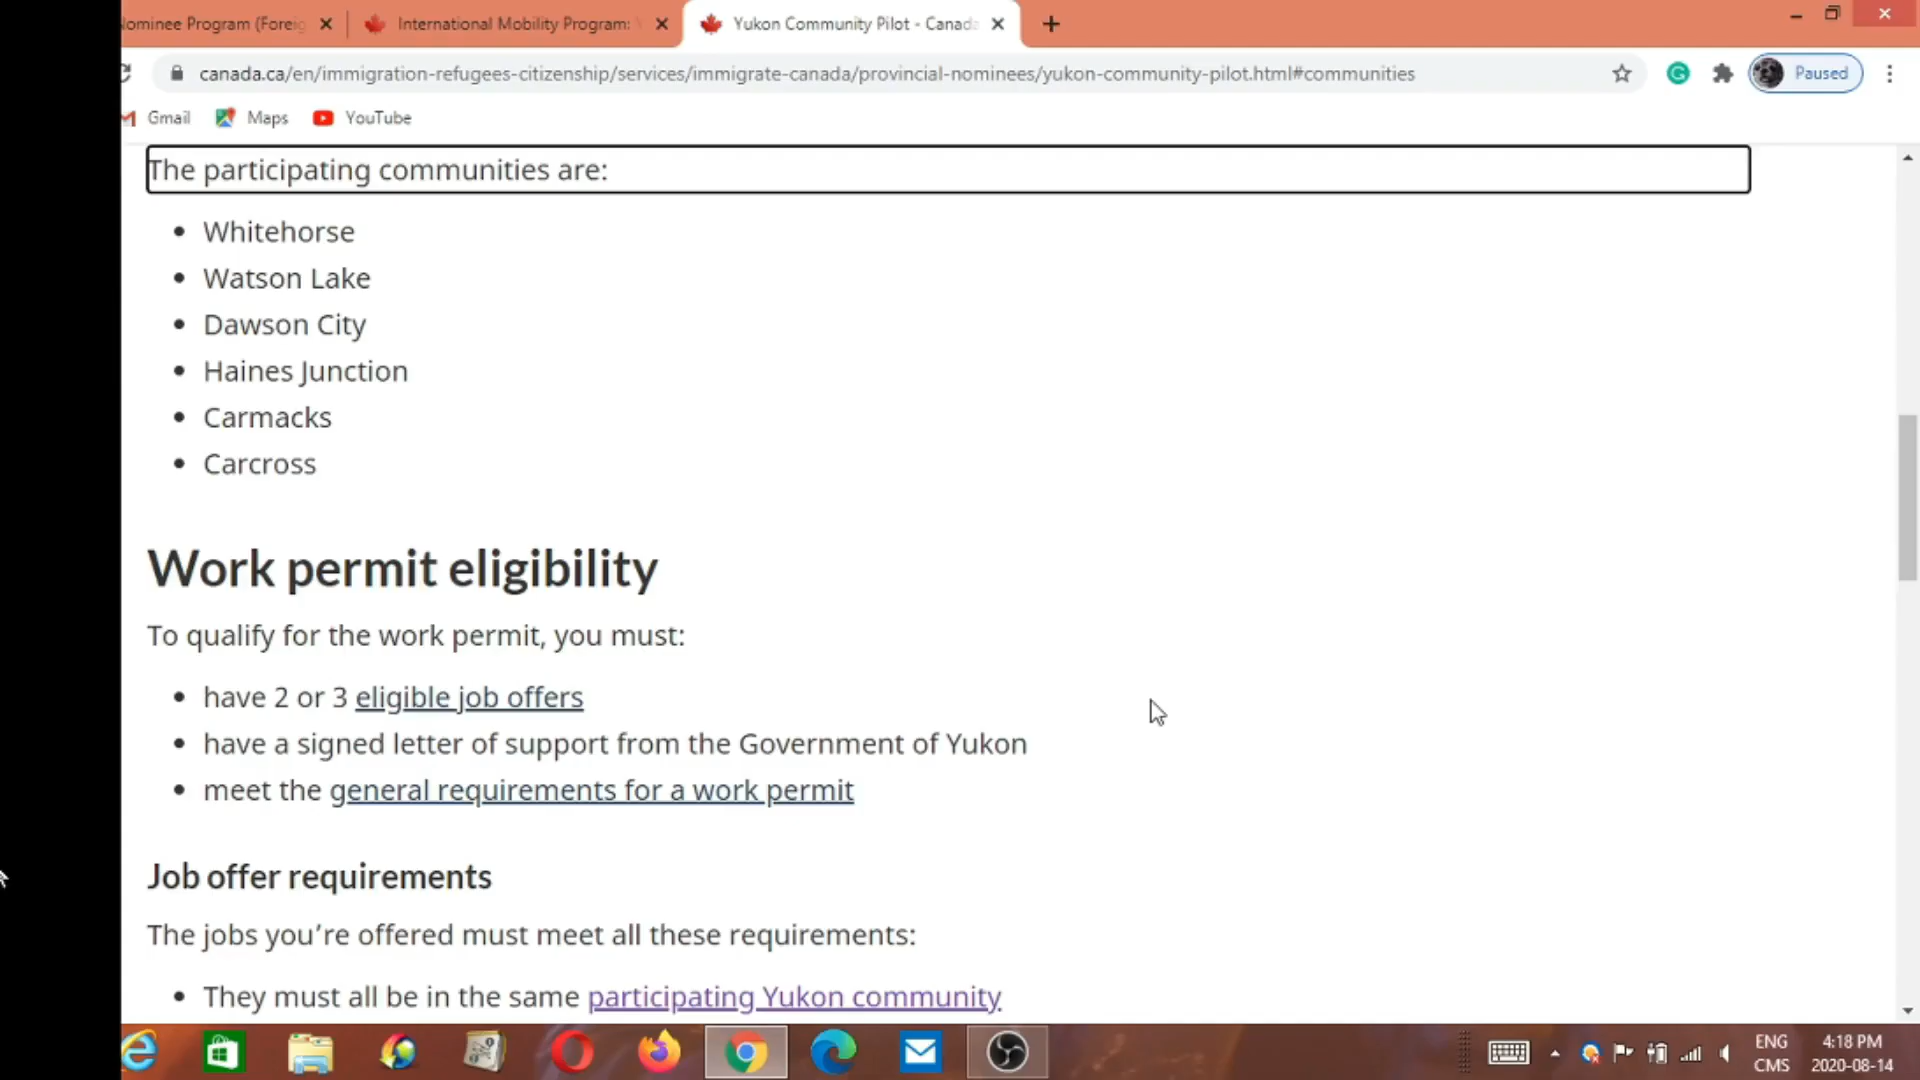 Nominee Program (Foreig
International Mobility Program:
Yukon Community Pilot - Canada
canada.ca/en/immigration-refugees-citizenship/services/immigrate-canada/provincial-nominees/yukon-community-pilot.html#communities
Paused
Gmail
Maps
YouTube
The participating communities are:
Whitehorse
Watson Lake
Dawson City
Haines Junction
Carmacks
Carcross
Work permit eligibility
To qualify for the work permit, you must:
have 2 or 3 eligible job offers
have a signed letter of support from the Government of Yukon
meet the general requirements for a work permit
Job offer requirements
The jobs you’re offered must meet all these requirements:
They must all be in the same participating Yukon community
ENG
4:18 PM
CMS
2020-08-14